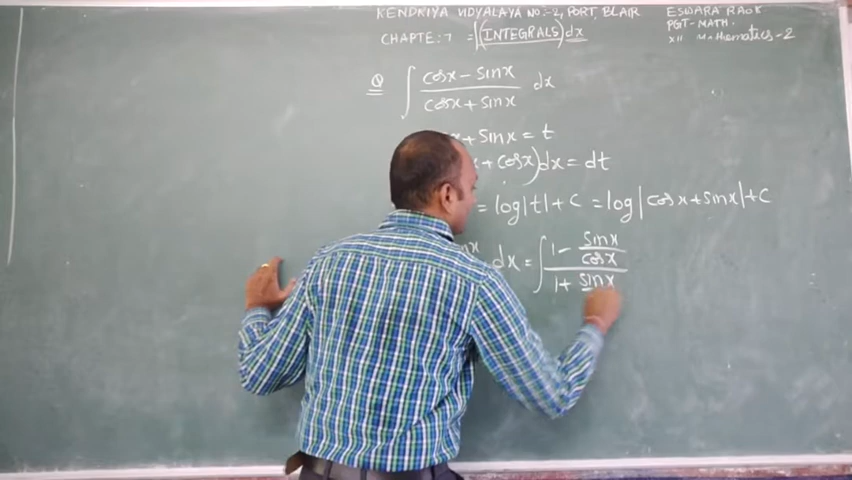 KENDRIYA VIDYALAYA NO:-2, PORT, BLAIR
ESWARA RAO
PGT-MATH.
CHAPTE:7 = ∫(INTEGRALS)dx
XII Mathematics-2
Q ∫ (cosx - sinx)/(cosx + sinx) dx
x + sinx = t
x + cosx)dx = dt
= log|t| + c = log|cosx + sinx| + c
dx = ∫ (1 - sinx/cosx)/(1 + sinx